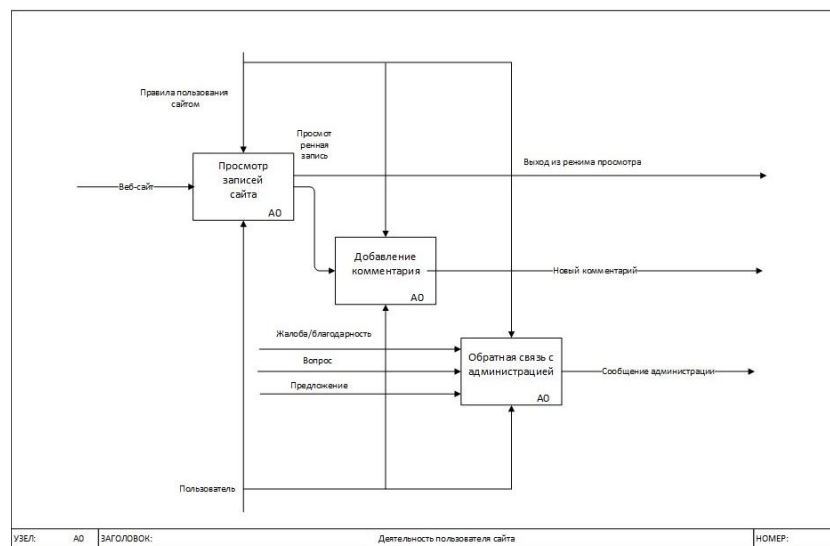 Правила пользования
сайтом
Просмот
ренная
запись
Просмотр
записей
сайта
A0
Выход из режима просмотра
Веб-сайт
Добавление
комментария
A0
Новый комментарий
Жалоба/благодарность
Вопрос
Предложение
Обратная связь с
администрацией
A0
Сообщение администрации
Пользователь
УЗЕЛ: A0 ЗАГОЛОВОК: Деятельность пользователя сайта НОМЕР: